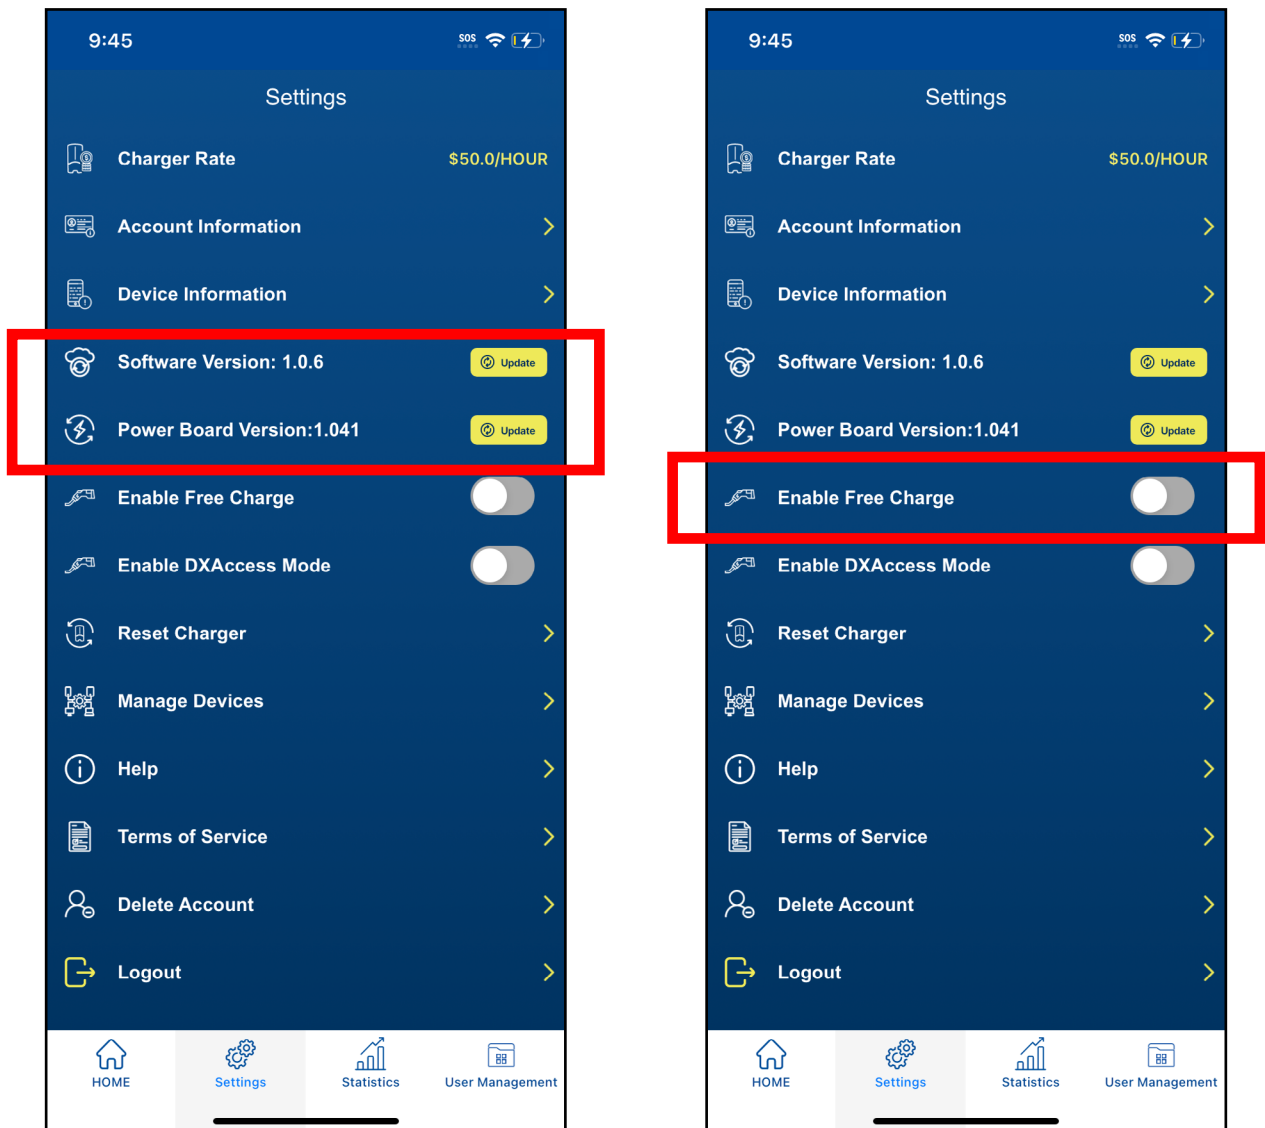 9:45 SOS
Settings
Charger Rate $50.0/HOUR
Account Information
Device Information
Software Version: 1.0.6 Update
Power Board Version:1.041 Update
Enable Free Charge
Enable DXAccess Mode
Reset Charger
Manage Devices
Help
Terms of Service
Delete Account
Logout
HOME Settings Statistics User Management
9:45 SOS
Settings
Charger Rate $50.0/HOUR
Account Information
Device Information
Software Version: 1.0.6 Update
Power Board Version:1.041 Update
Enable Free Charge
Enable DXAccess Mode
Reset Charger
Manage Devices
Help
Terms of Service
Delete Account
Logout
HOME Settings Statistics User Management